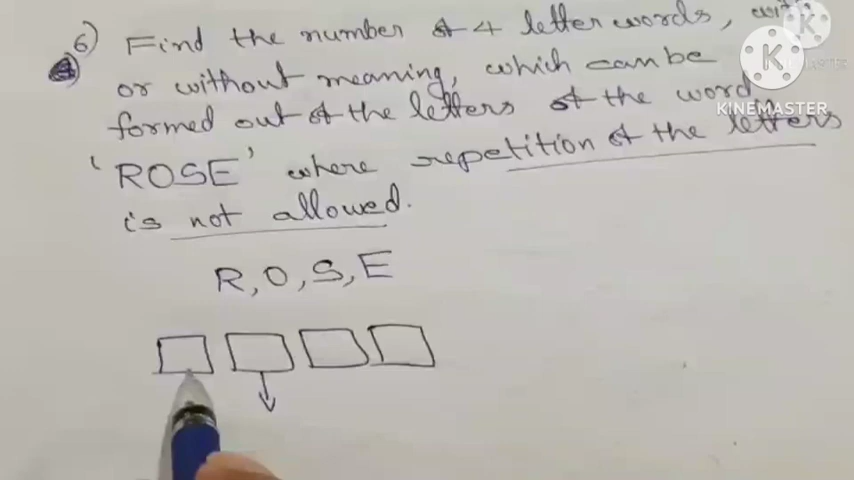 6) Find the number of 4 letter words, with
or without meaning, which can be
formed out of the letters of the word
'ROSE' where repetition of the letters
is not allowed.
R, O, S, E
K
KINEMASTER